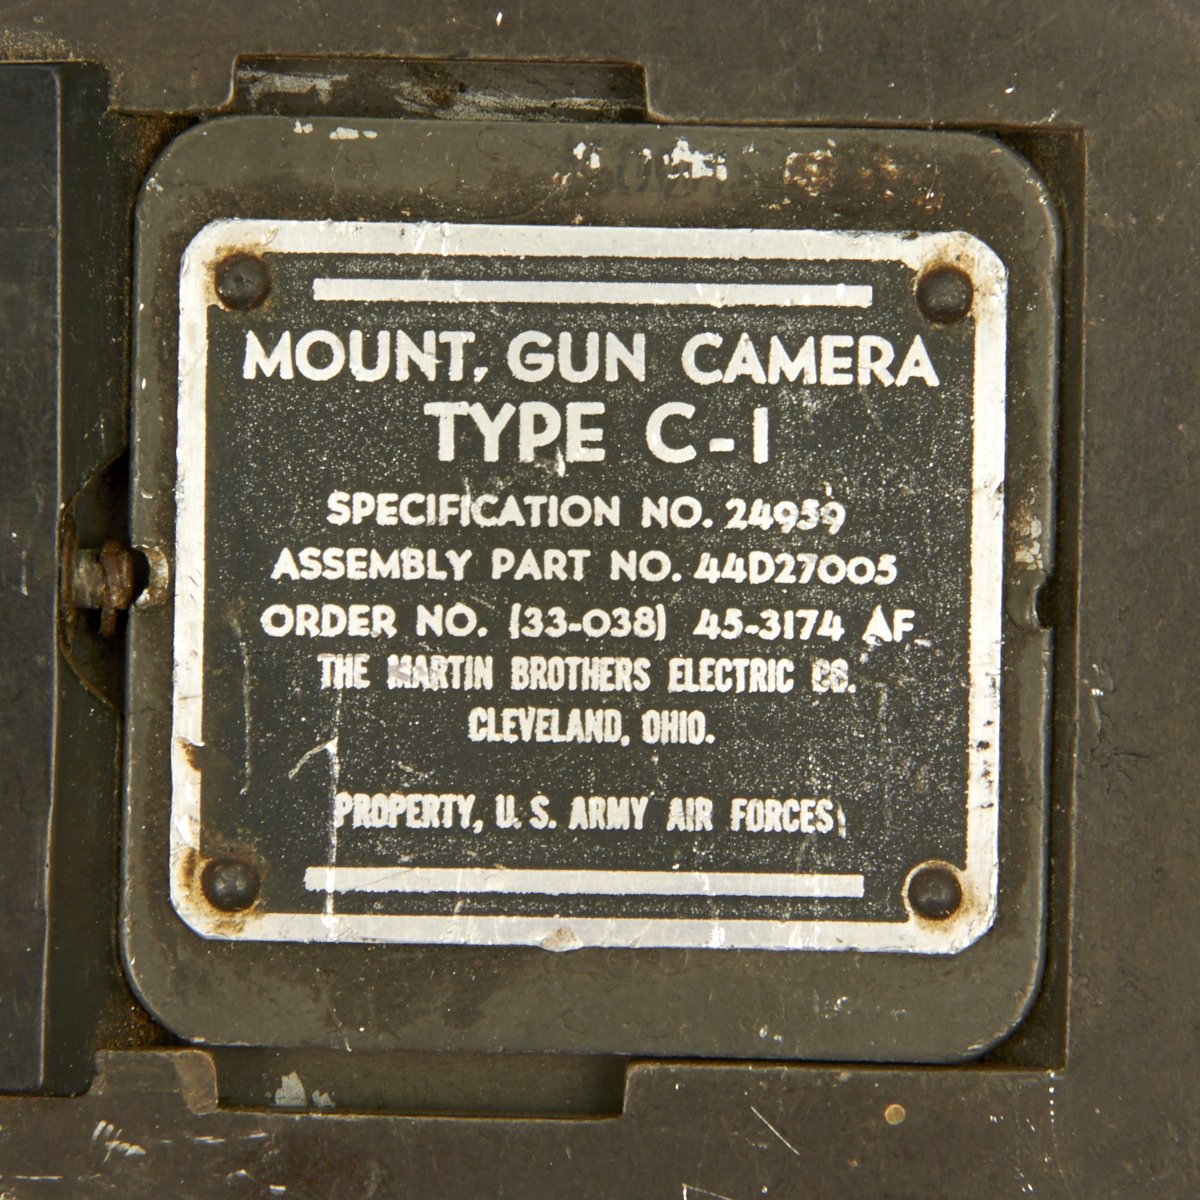 MOUNT, GUN CAMERA
TYPE C-1
SPECIFICATION NO. 24959
ASSEMBLY PART NO. 44D27005
ORDER NO. (33-038) 45-3174 AF
THE MARTIN BROTHERS ELECTRIC CO.
CLEVELAND, OHIO.
PROPERTY, U.S. ARMY AIR FORCES